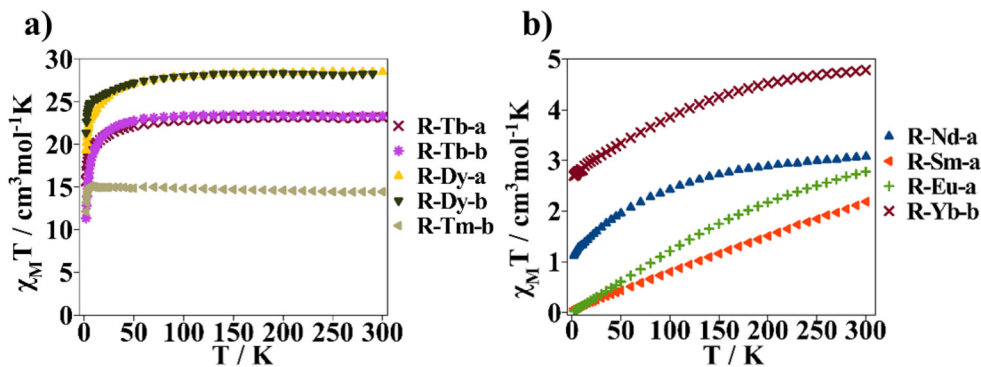 a)
χMT / cm³mol⁻¹K
30
25
20
15
10
5
0
0 50 100 150 200 250 300
T / K
R-Tb-a
R-Tb-b
R-Dy-a
R-Dy-b
R-Tm-b
b)
χMT / cm³mol⁻¹K
5
4
3
2
1
0
0 50 100 150 200 250 300
T / K
R-Nd-a
R-Sm-a
R-Eu-a
R-Yb-b